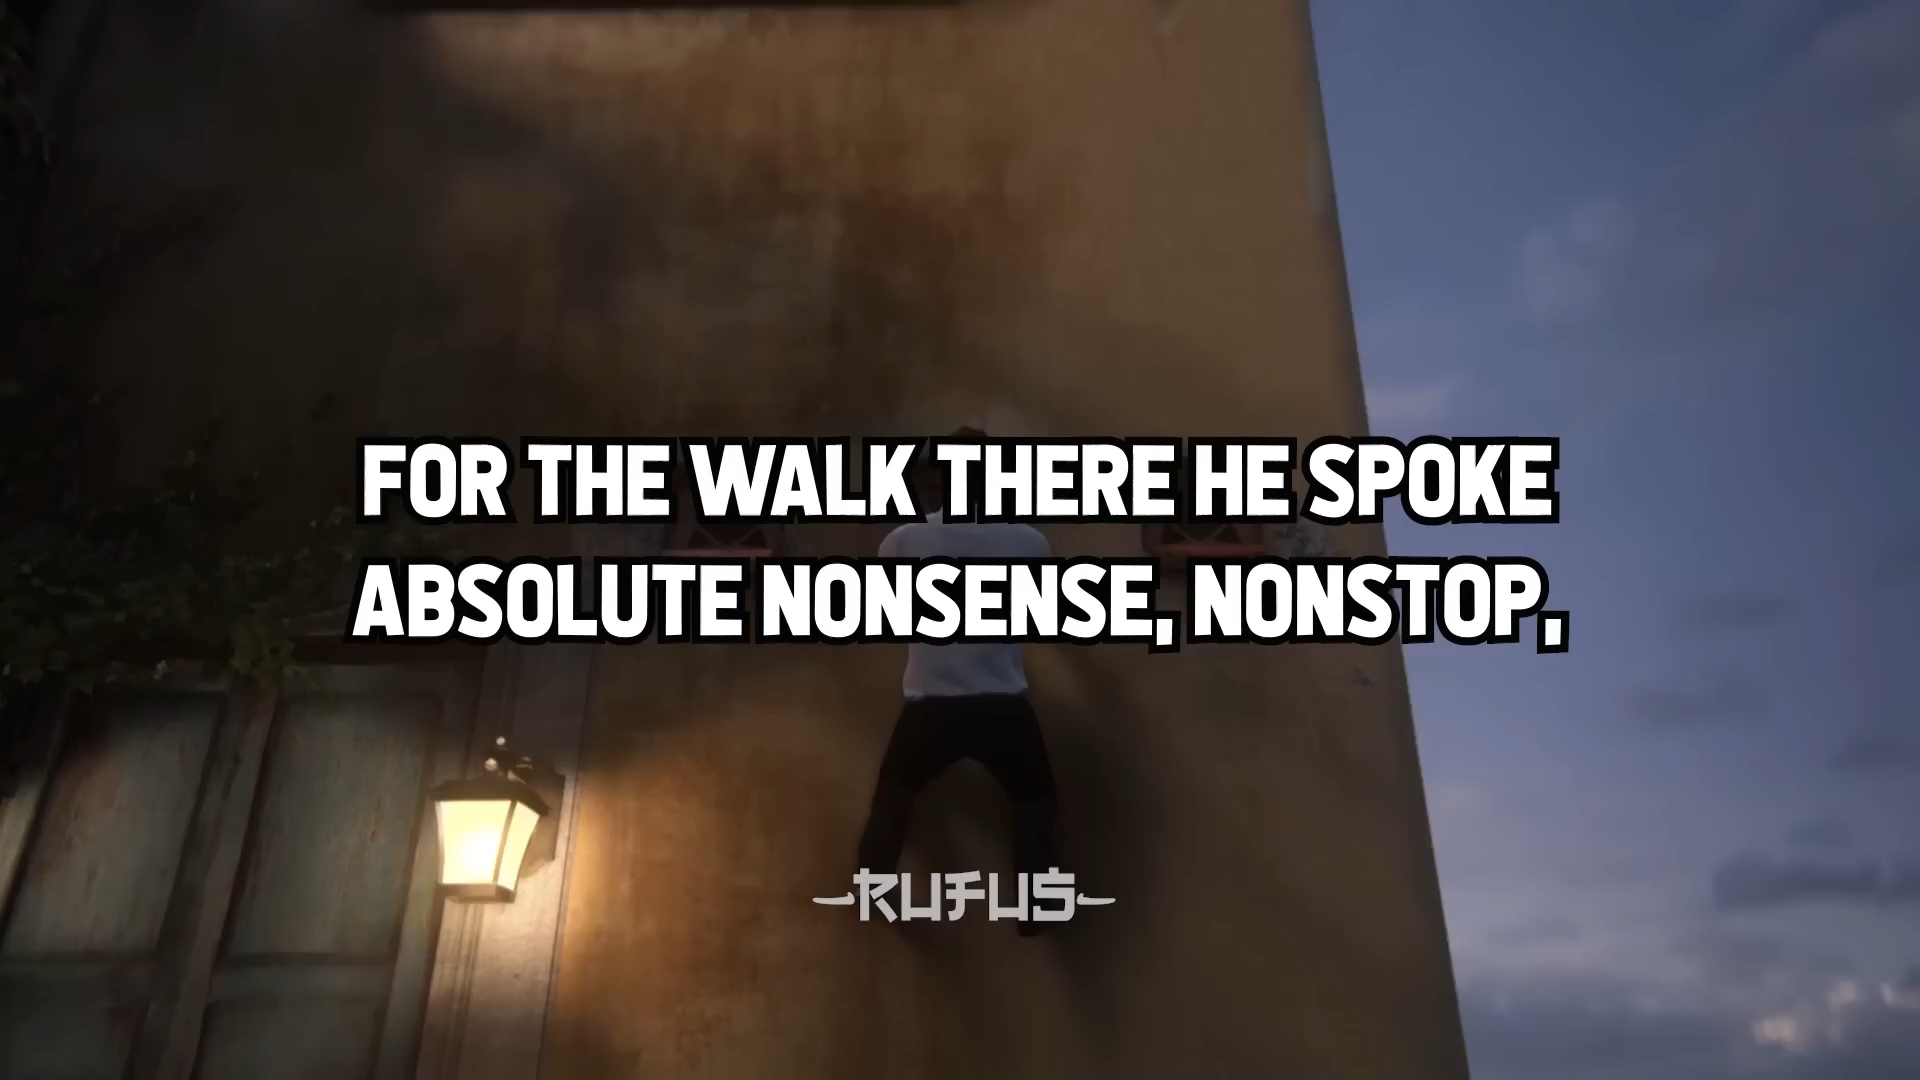 FOR THE WALK THERE HE SPOKE
ABSOLUTE NONSENSE, NONSTOP,
RUFUS